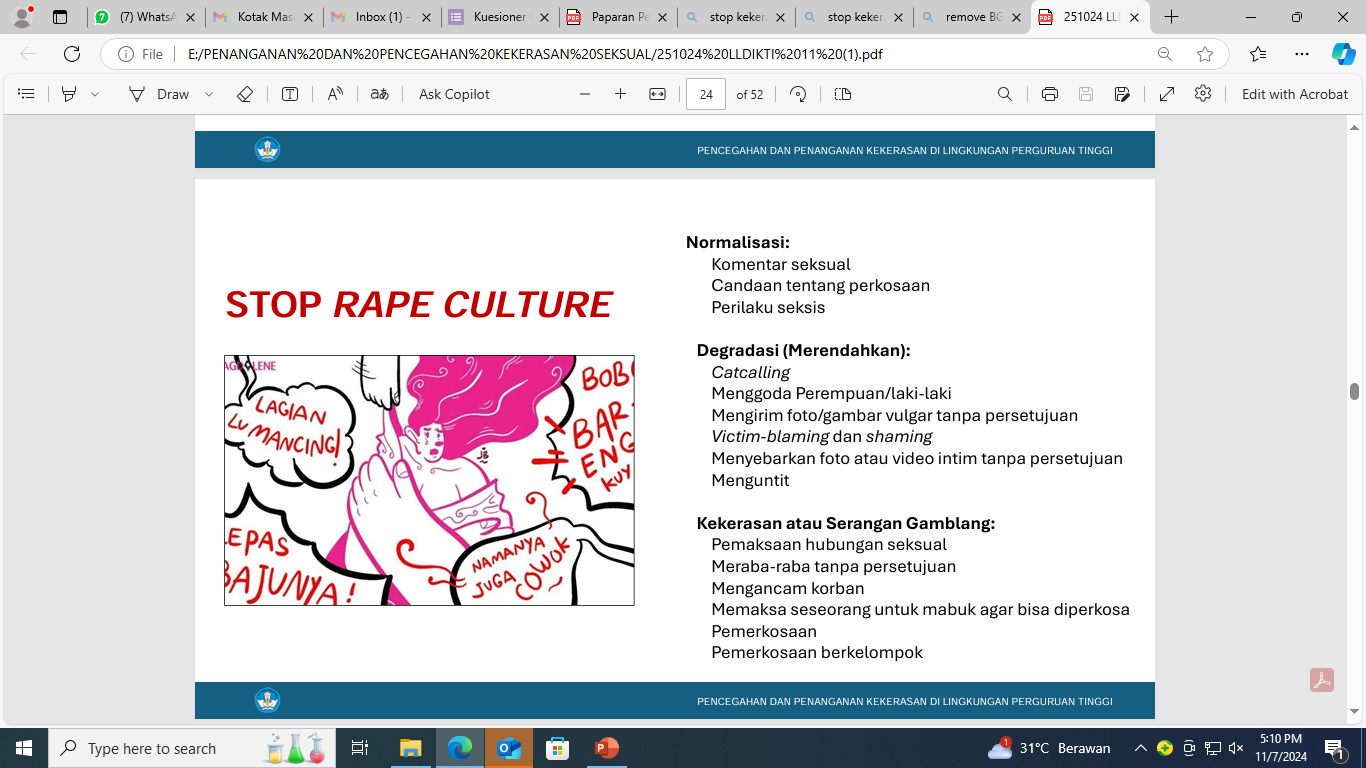 (7) WhatsA
Kotak Mas
Inbox (1) -
Kuesioner
Paparan Pe
stop keker
stop keker
remove BG
251024 LLD
File
E:/PENANGANAN%20DAN%20PENCEGAHAN%20KEKERASAN%20SEKSUAL/251024%20LLDIKTI%2011%20(1).pdf
Draw
Ask Copilot
24
of 52
Edit with Acrobat
PENCEGAHAN DAN PENANGANAN KEKERASAN DI LINGKUNGAN PERGURUAN TINGGI
STOP RAPE CULTURE
LAGIAN
LU MANCING!
BOB
BAR-
ENG
KUY
EPAS
BAJUNYA!
NAMANYA
JUGA
COWOK
Normalisasi:
Komentar seksual
Candaan tentang perkosaan
Perilaku seksis
Degradasi (Merendahkan):
Catcalling
Menggoda Perempuan/laki-laki
Mengirim foto/gambar vulgar tanpa persetujuan
Victim-blaming dan shaming
Menyebarkan foto atau video intim tanpa persetujuan
Menguntit
Kekerasan atau Serangan Gamblang:
Pemaksaan hubungan seksual
Meraba-raba tanpa persetujuan
Mengancam korban
Memaksa seseorang untuk mabuk agar bisa diperkosa
Pemerkosaan
Pemerkosaan berkelompok
PENCEGAHAN DAN PENANGANAN KEKERASAN DI LINGKUNGAN PERGURUAN TINGGI
Type here to search
31°C Berawan
5:10 PM
11/7/2024